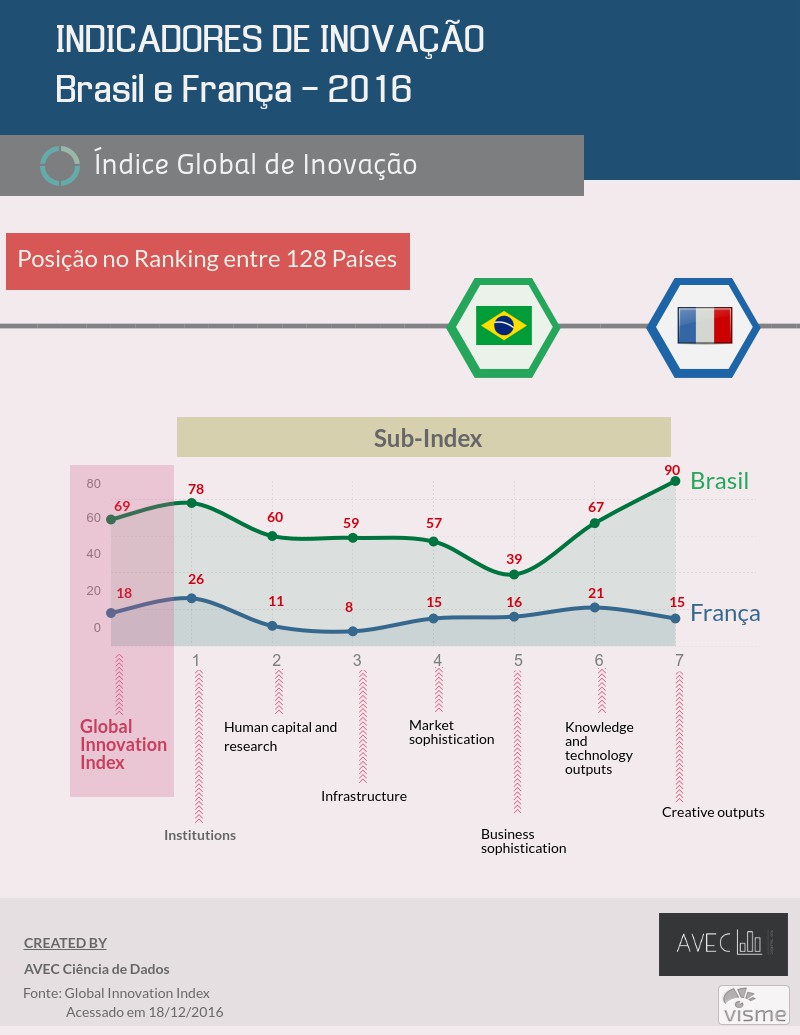 INDICADORES DE INOVAÇÃO
Brasil e França – 2016
Índice Global de Inovação
Posição no Ranking entre 128 Países
Sub-Index
80
60
40
20
0
69
78
60
59
57
39
67
90
Brasil
18
26
11
8
15
16
21
15
França
1
2
3
4
5
6
7
Global
Innovation
Index
Institutions
Human capital and
research
Infrastructure
Market
sophistication
Business
sophistication
Knowledge
and
technology
outputs
Creative outputs
CREATED BY
AVEC Ciência de Dados
Fonte: Global Innovation Index
Acessado em 18/12/2016
AVEC
visme